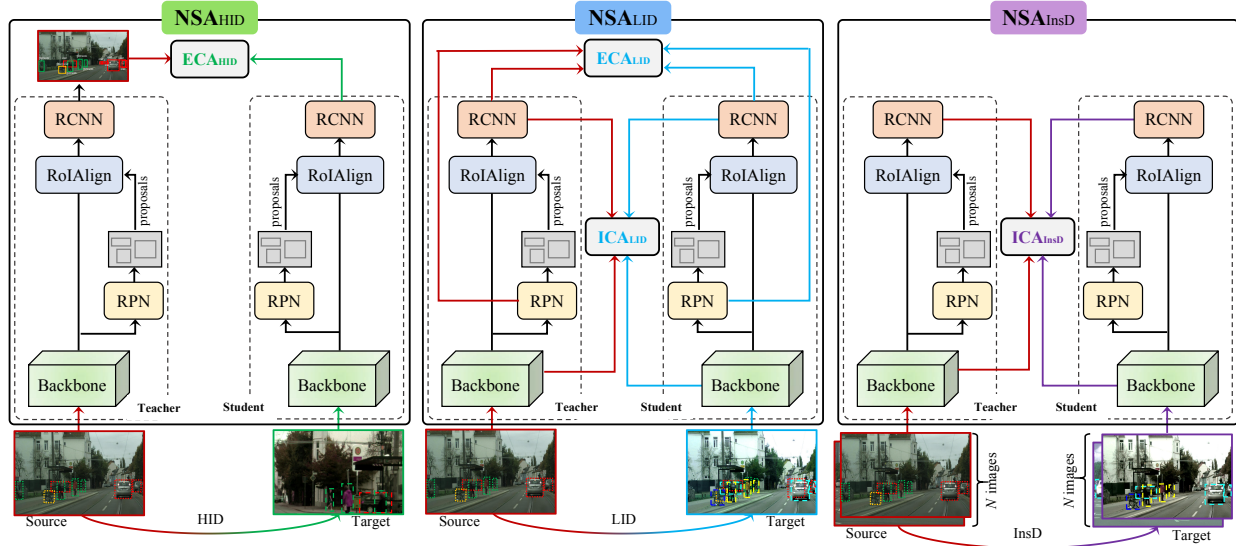 NSAHID
ECAHID
RCNN
RCNN
RoIAlign
RoIAlign
proposals
proposals
RPN
RPN
Backbone
Backbone
Teacher
Student
Source
HID
Target
NSALID
ECALID
RCNN
RCNN
RoIAlign
RoIAlign
proposals
proposals
ICALID
RPN
RPN
Backbone
Backbone
Teacher
Student
Source
LID
Target
NSAInsD
RCNN
RCNN
RoIAlign
RoIAlign
proposals
proposals
ICAInsD
RPN
RPN
Backbone
Backbone
Teacher
Student
N images
N images
Source
InsD
Target